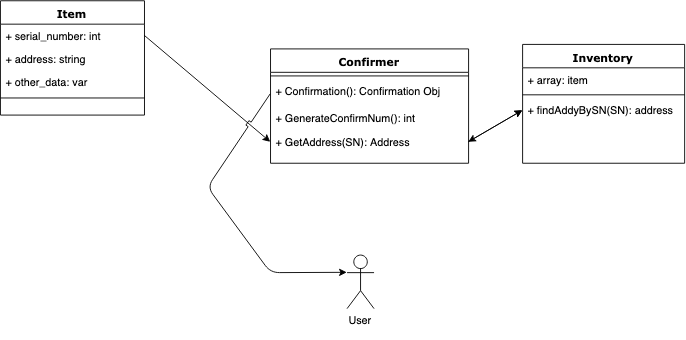 Item
+ serial_number: int
+ address: string
+ other_data: var
Confirmer
+ Confirmation(): Confirmation Obj
+ GenerateConfirmNum(): int
+ GetAddress(SN): Address
Inventory
+ array: item
+ findAddyBySN(SN): address
User